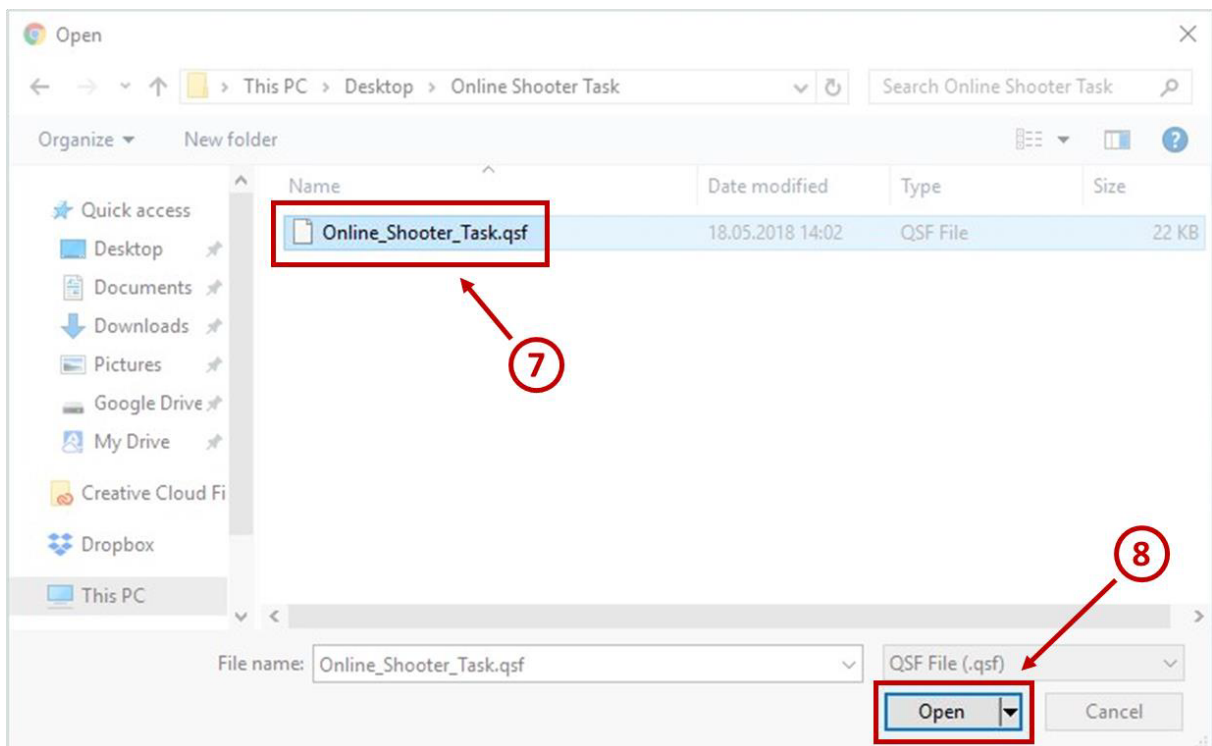 Open
This PC > Desktop > Online Shooter Task
Search Online Shooter Task
Organize
New folder
?
Name
Date modified
Type
Size
Quick access
Desktop
Documents
Downloads
Pictures
Google Drive
My Drive
Creative Cloud Fi
Dropbox
This PC
Online_Shooter_Task.qsf
18.05.2018 14:02
QSF File
22 KB
7
8
File name:
Online_Shooter_Task.qsf
QSF File (.qsf)
Open
Cancel